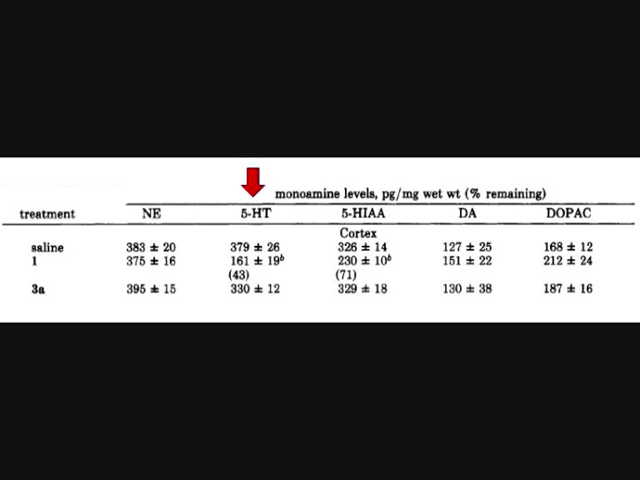 monoamine levels, pg/mg wet wt (% remaining)
treatment NE 5-HT 5-HIAA DA DOPAC
Cortex
saline 383 ± 20 379 ± 26 326 ± 14 127 ± 25 168 ± 12
1 375 ± 16 161 ± 19b 230 ± 10b 151 ± 22 212 ± 24
(43) (71)
3a 395 ± 15 330 ± 12 329 ± 18 130 ± 38 187 ± 16